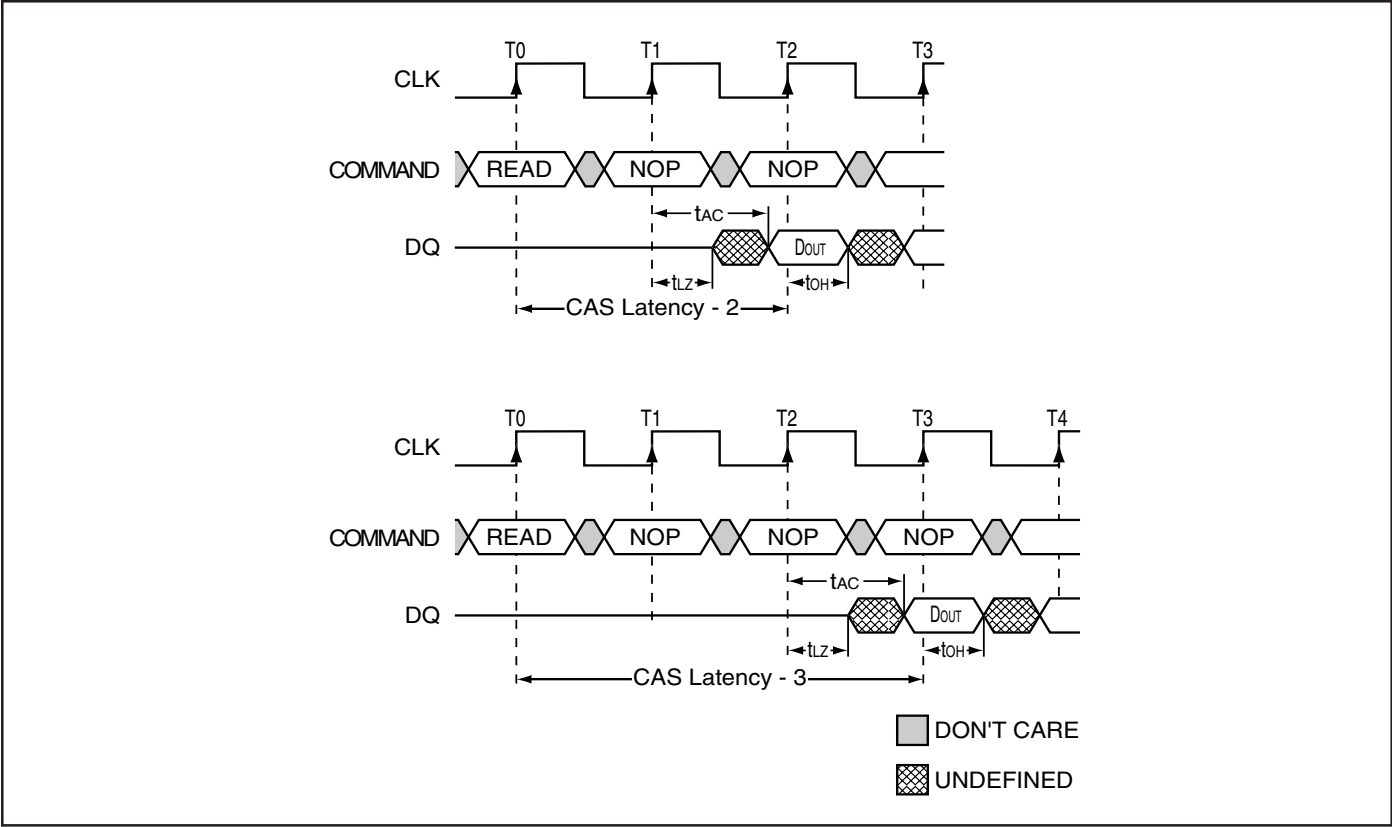 T0 T1 T2 T3
CLK
COMMAND READ NOP NOP
tAC
DQ DOUT
tLZ tOH
CAS Latency - 2
T0 T1 T2 T3 T4
CLK
COMMAND READ NOP NOP NOP
tAC
DQ DOUT
tLZ tOH
CAS Latency - 3
DON'T CARE
UNDEFINED